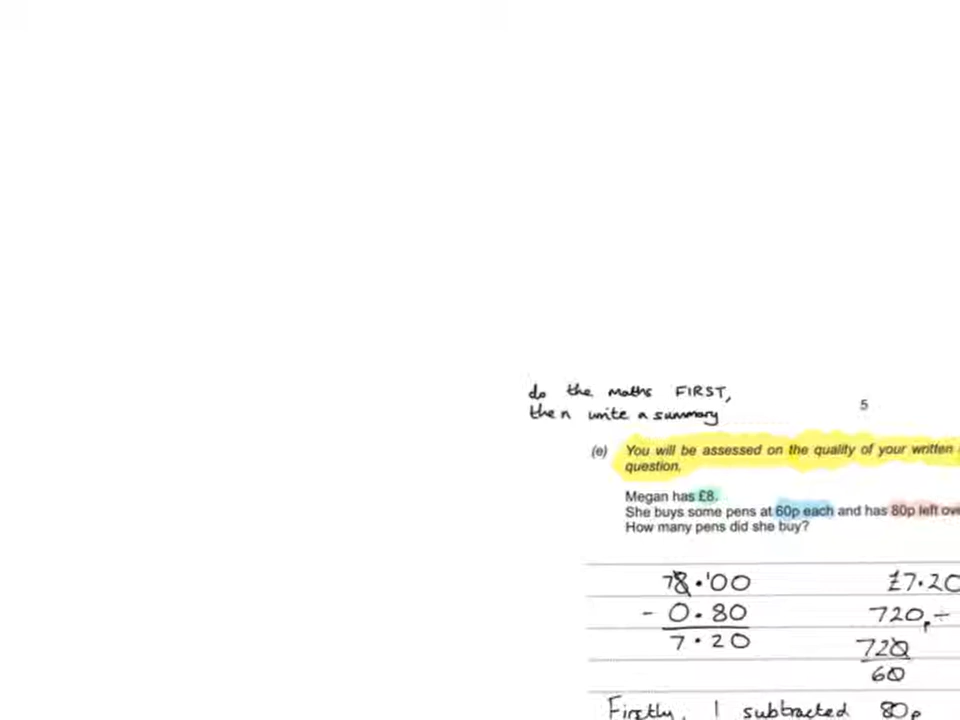 do the maths FIRST,
then write a summary
5
(e) You will be assessed on the quality of your written
question.
Megan has £8.
She buys some pens at 60p each and has 80p left ove
How many pens did she buy?
78.'00 £7.20
- 0.80 720p ÷
7.20 720
60
Firstly, I subtracted 80p